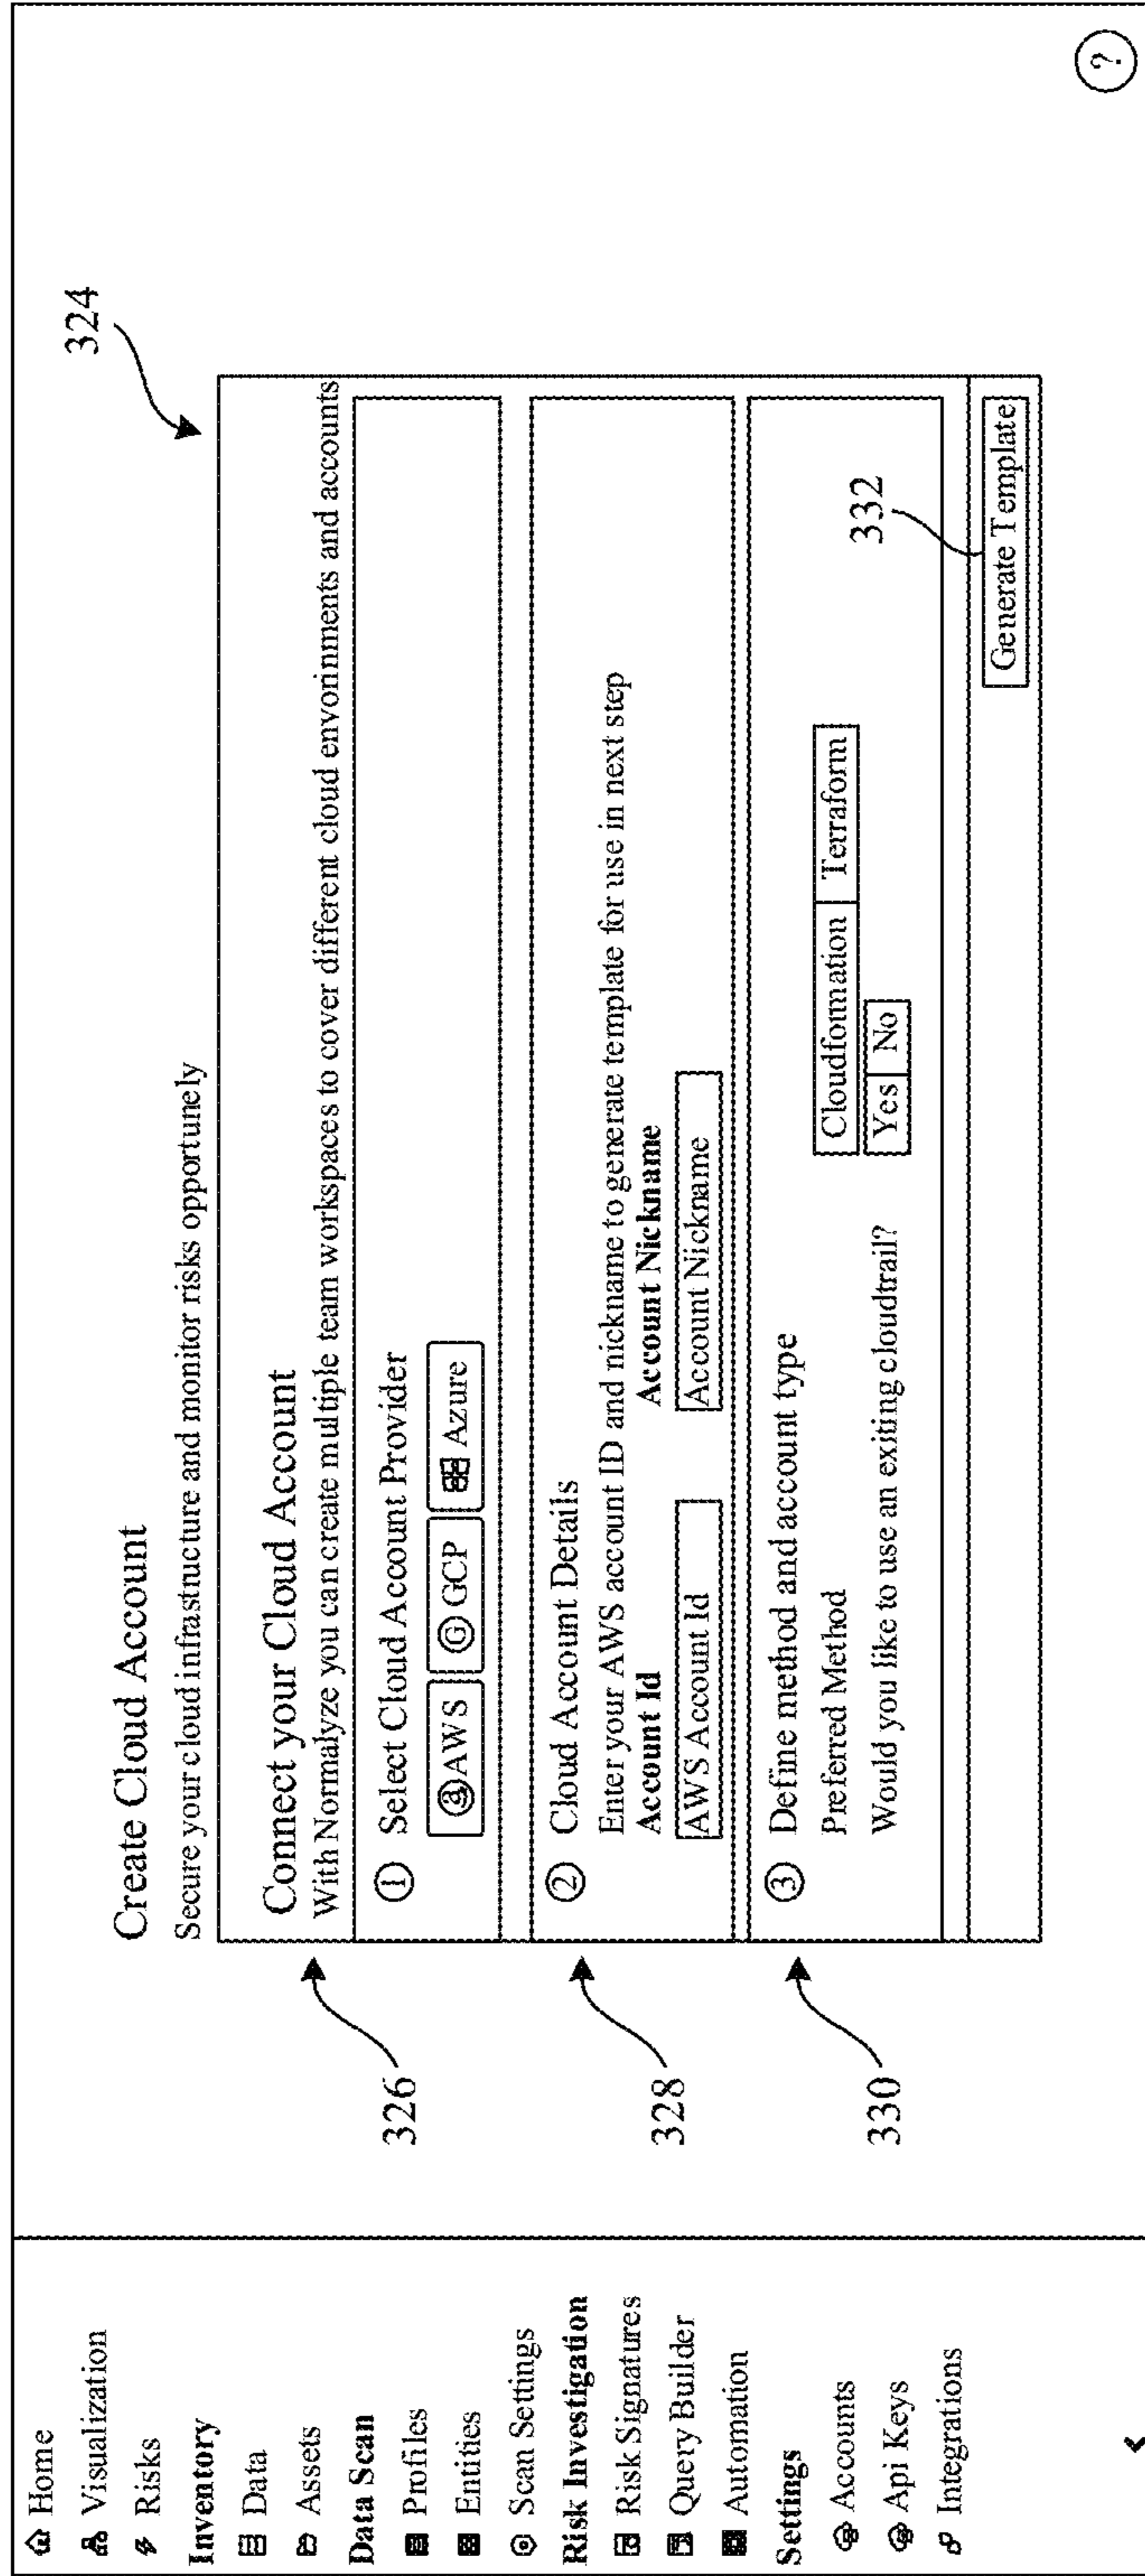 Home
Visualization
Risks
Inventory
Data
Assets
Data Scan
Profiles
Entities
Scan Settings
Risk Investigation
Risk Signatures
Query Builder
Automation
Settings
Accounts
Api Keys
Integrations
Create Cloud Account
Secure your cloud infrastructure and monitor risks opportunely
324
Connect your Cloud Account
With Normalyze you can create multiple team workspaces to cover different cloud envorinments and accounts
326
1 Select Cloud Account Provider
a AWS G GCP Azure
328
2 Cloud Account Details
Enter your AWS account ID and nickname to generate template for use in next step
Account Id Account Nickname
AWS Account Id Account Nickname
330
3 Define method and account type
Preferred Method Cloudformation Terraform
Would you like to use an exiting cloudtrail? Yes No
332
Generate Template
?